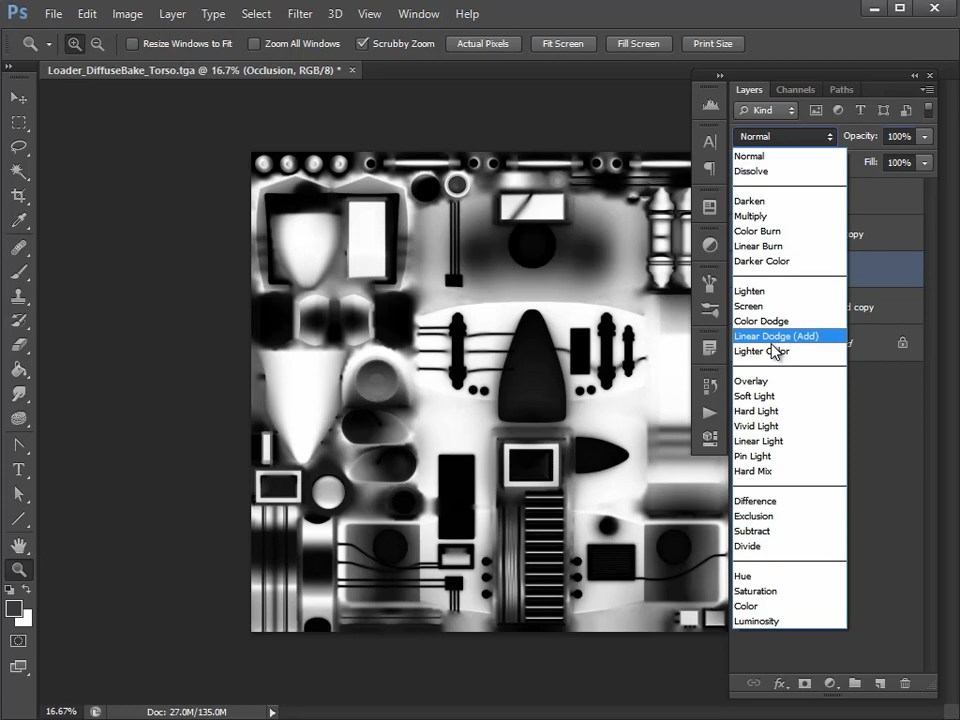 Ps File Edit Image Layer Type Select Filter 3D View Window Help
Resize Windows to Fit Zoom All Windows Scrubby Zoom Actual Pixels Fit Screen Fill Screen Print Size
Loader_DiffuseBake_Torso.tga @ 16.7% (Occlusion, RGB/8) *
Layers Channels Paths
Kind
Normal Opacity: 100%
Fill: 100%
Normal
Dissolve
Darken
Multiply
Color Burn
Linear Burn
Darker Color
Lighten
Screen
Color Dodge
Linear Dodge (Add)
Lighter Color
Overlay
Soft Light
Hard Light
Vivid Light
Linear Light
Pin Light
Hard Mix
Difference
Exclusion
Subtract
Divide
Hue
Saturation
Color
Luminosity
copy
d copy
d
fx
16.67% Doc: 27.0M/135.0M